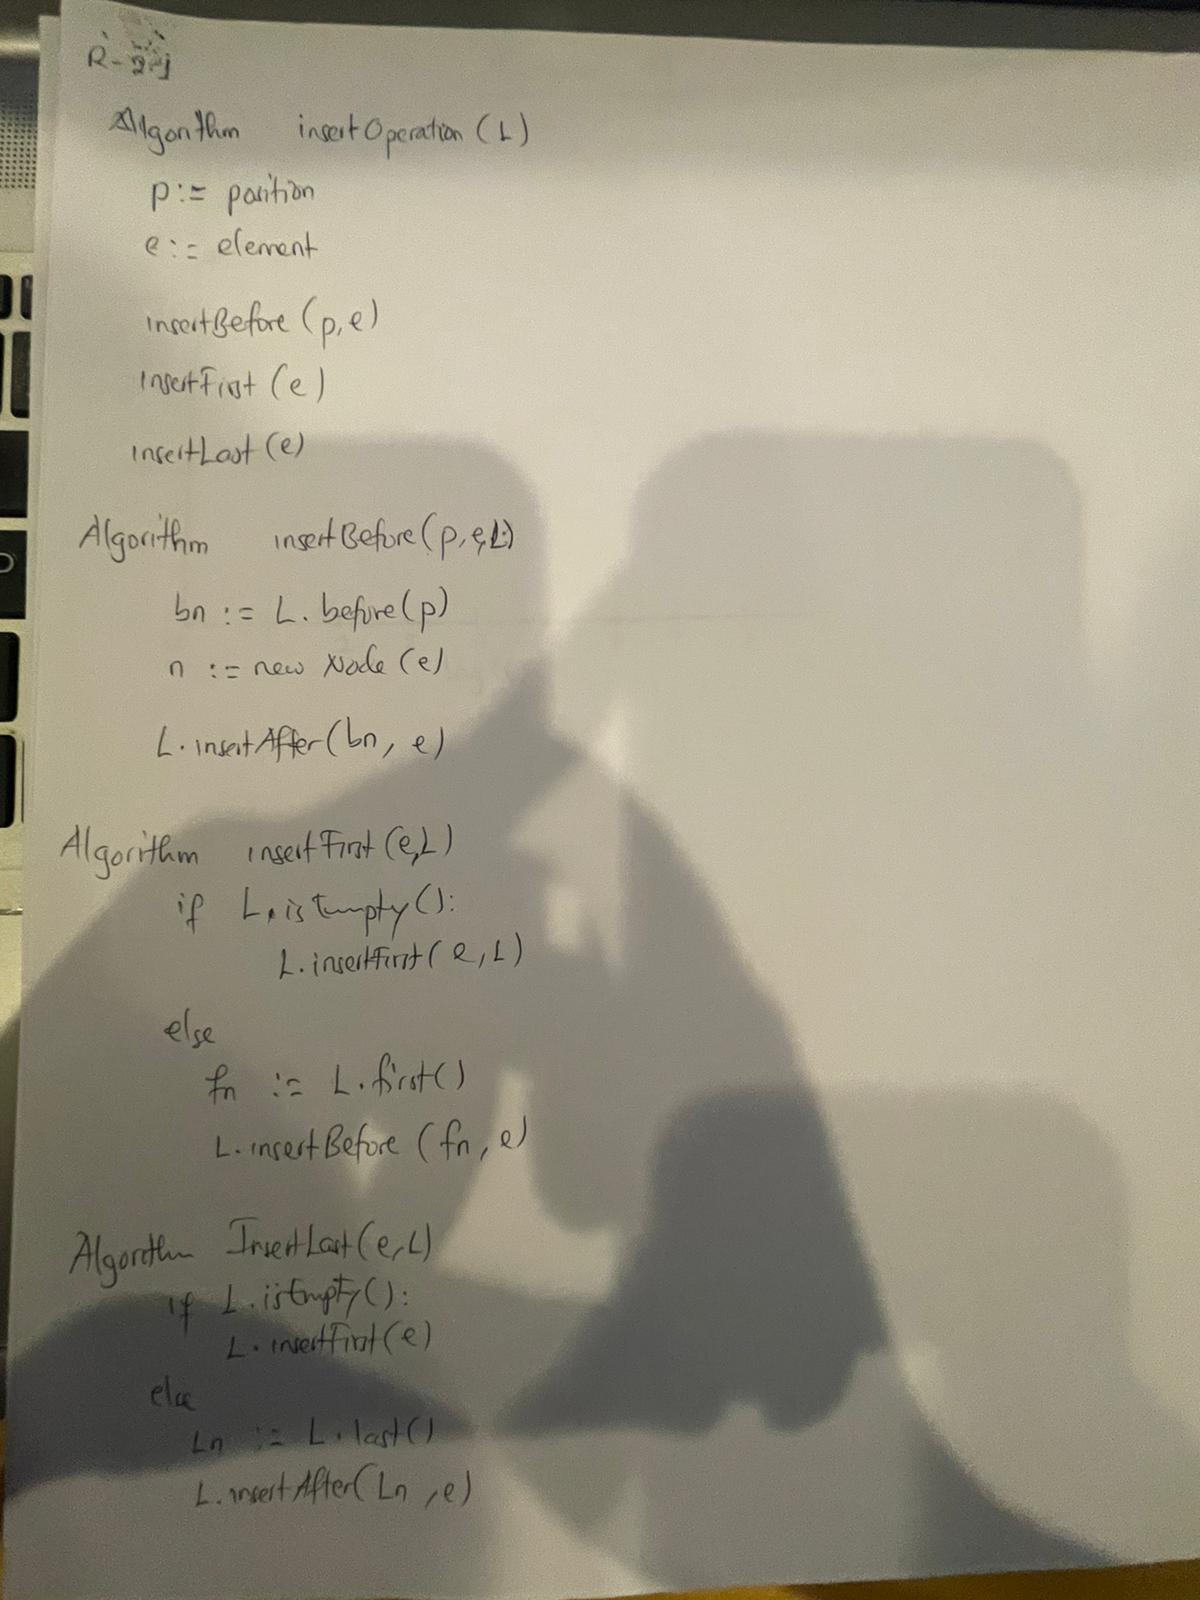 R-
Algorithm insertOperation (L)
p := position
e := element
insertBefore (p,e)
insertFirst (e)
insertLast (e)
Algorithm insertBefore (p,e,L)
bn := L.before(p)
n := new Node (e)
L.insertAfter(bn, e)
Algorithm insertFirst (e,L)
if L.isEmpty():
L.insertFirst(e,L)
else
fn := L.first()
L.insertBefore (fn, e)
Algorithm InsertLast (e,L)
if L.isEmpty():
L.insertFirst(e)
else
Ln := L.last()
L.insertAfter(Ln, e)